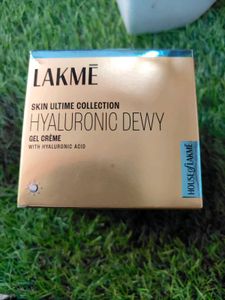 LAKMĒ
SKIN ULTIME COLLECTION
HYALURONIC DEWY
GEL CRÈME
WITH HYALURONIC ACID
HOUSE of LAKMĒ